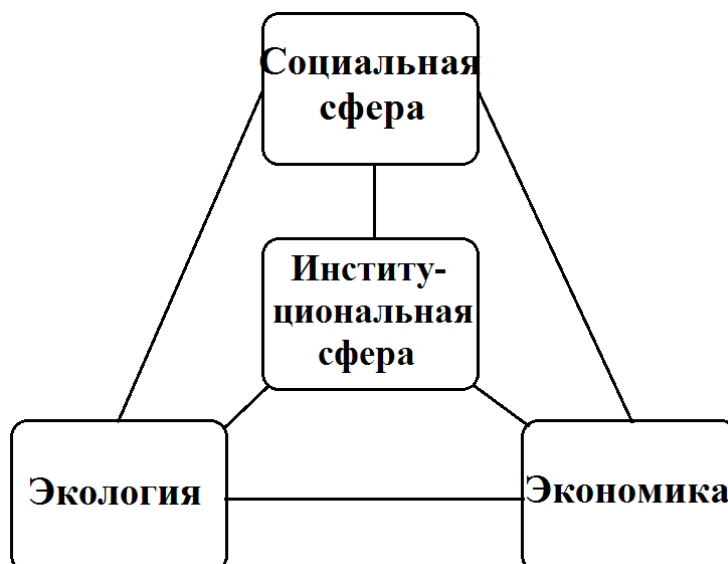 Социальная
сфера
Институ-
циональная
сфера
Экология
Экономика